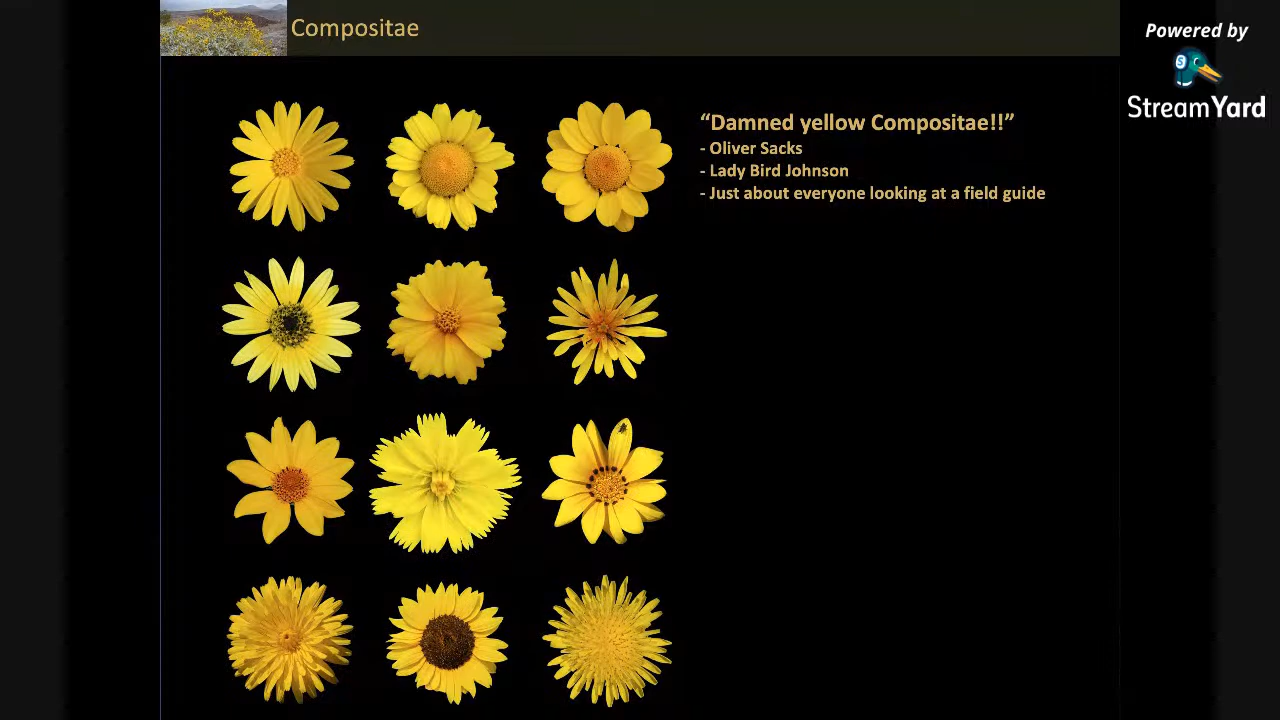 Compositae
Powered by
StreamYard
“Damned yellow Compositae!!”
- Oliver Sacks
- Lady Bird Johnson
- Just about everyone looking at a field guide